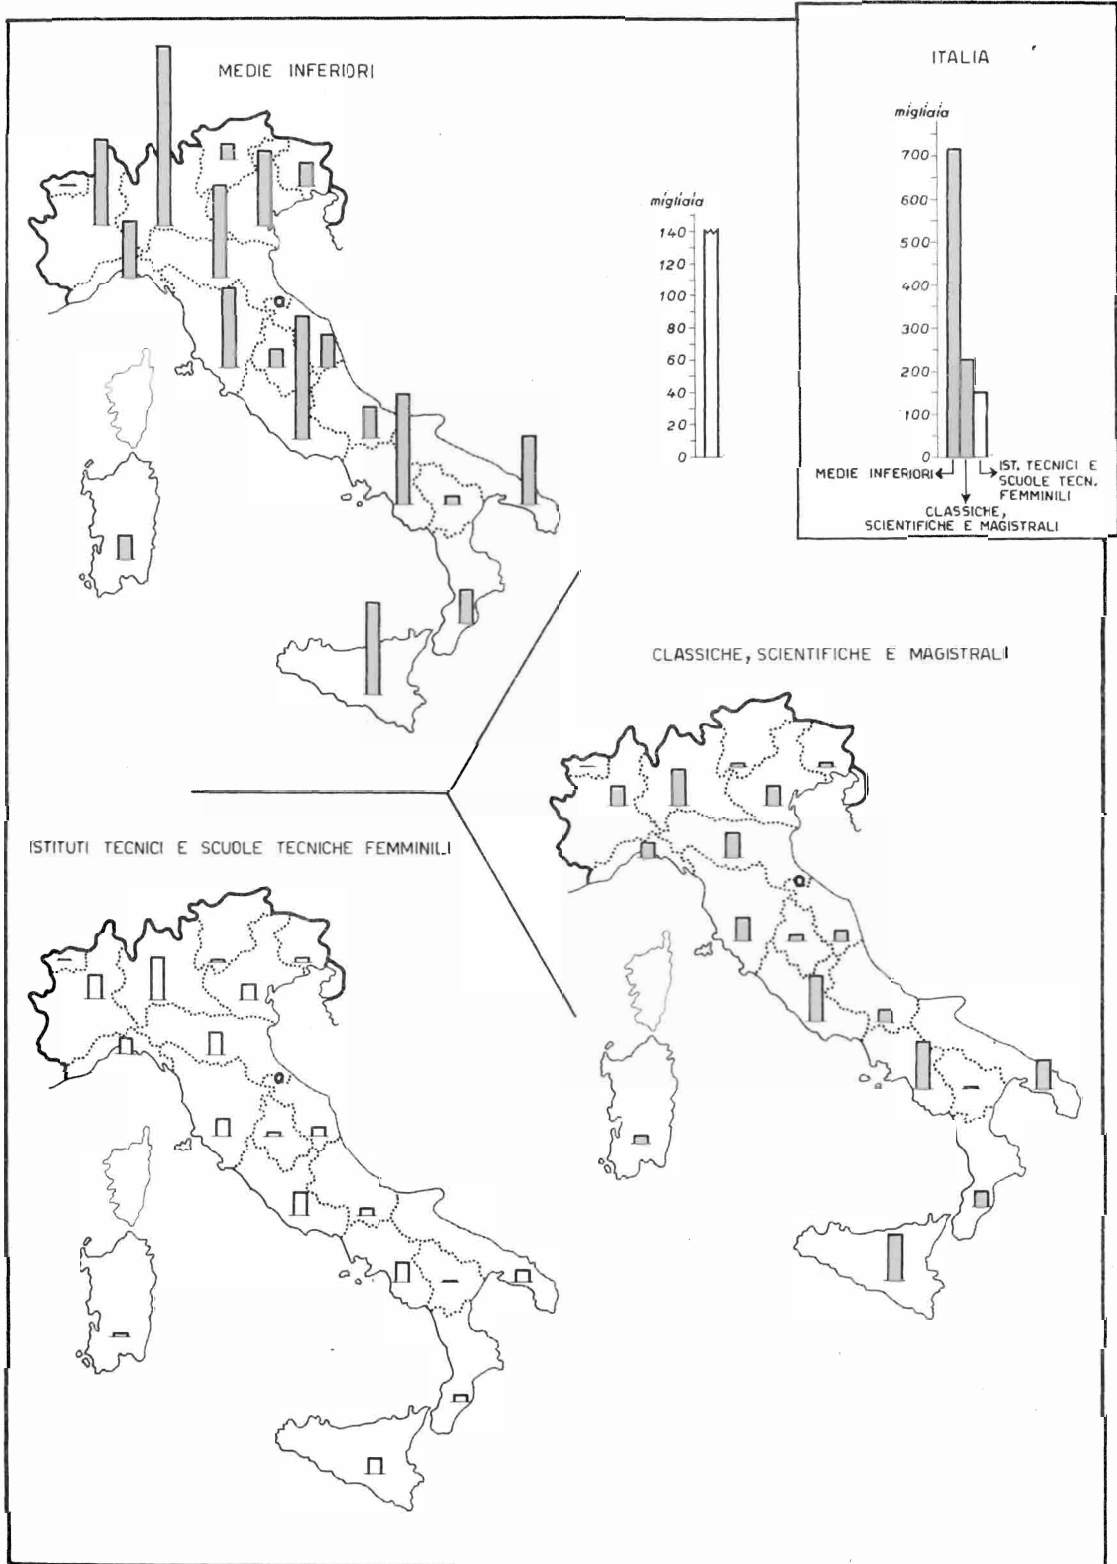 MEDIE INFERIORI
ITALIA
migliaia
700
600
500
400
300
200
100
0
MEDIE INFERIORI
IST. TECNICI E
SCUOLE TECN.
FEMMINILI
CLASSICHE,
SCIENTIFICHE E MAGISTRALI
migliaia
140
120
100
80
60
40
20
0
CLASSICHE, SCIENTIFICHE E MAGISTRALI
ISTITUTI TECNICI E SCUOLE TECNICHE FEMMINILI